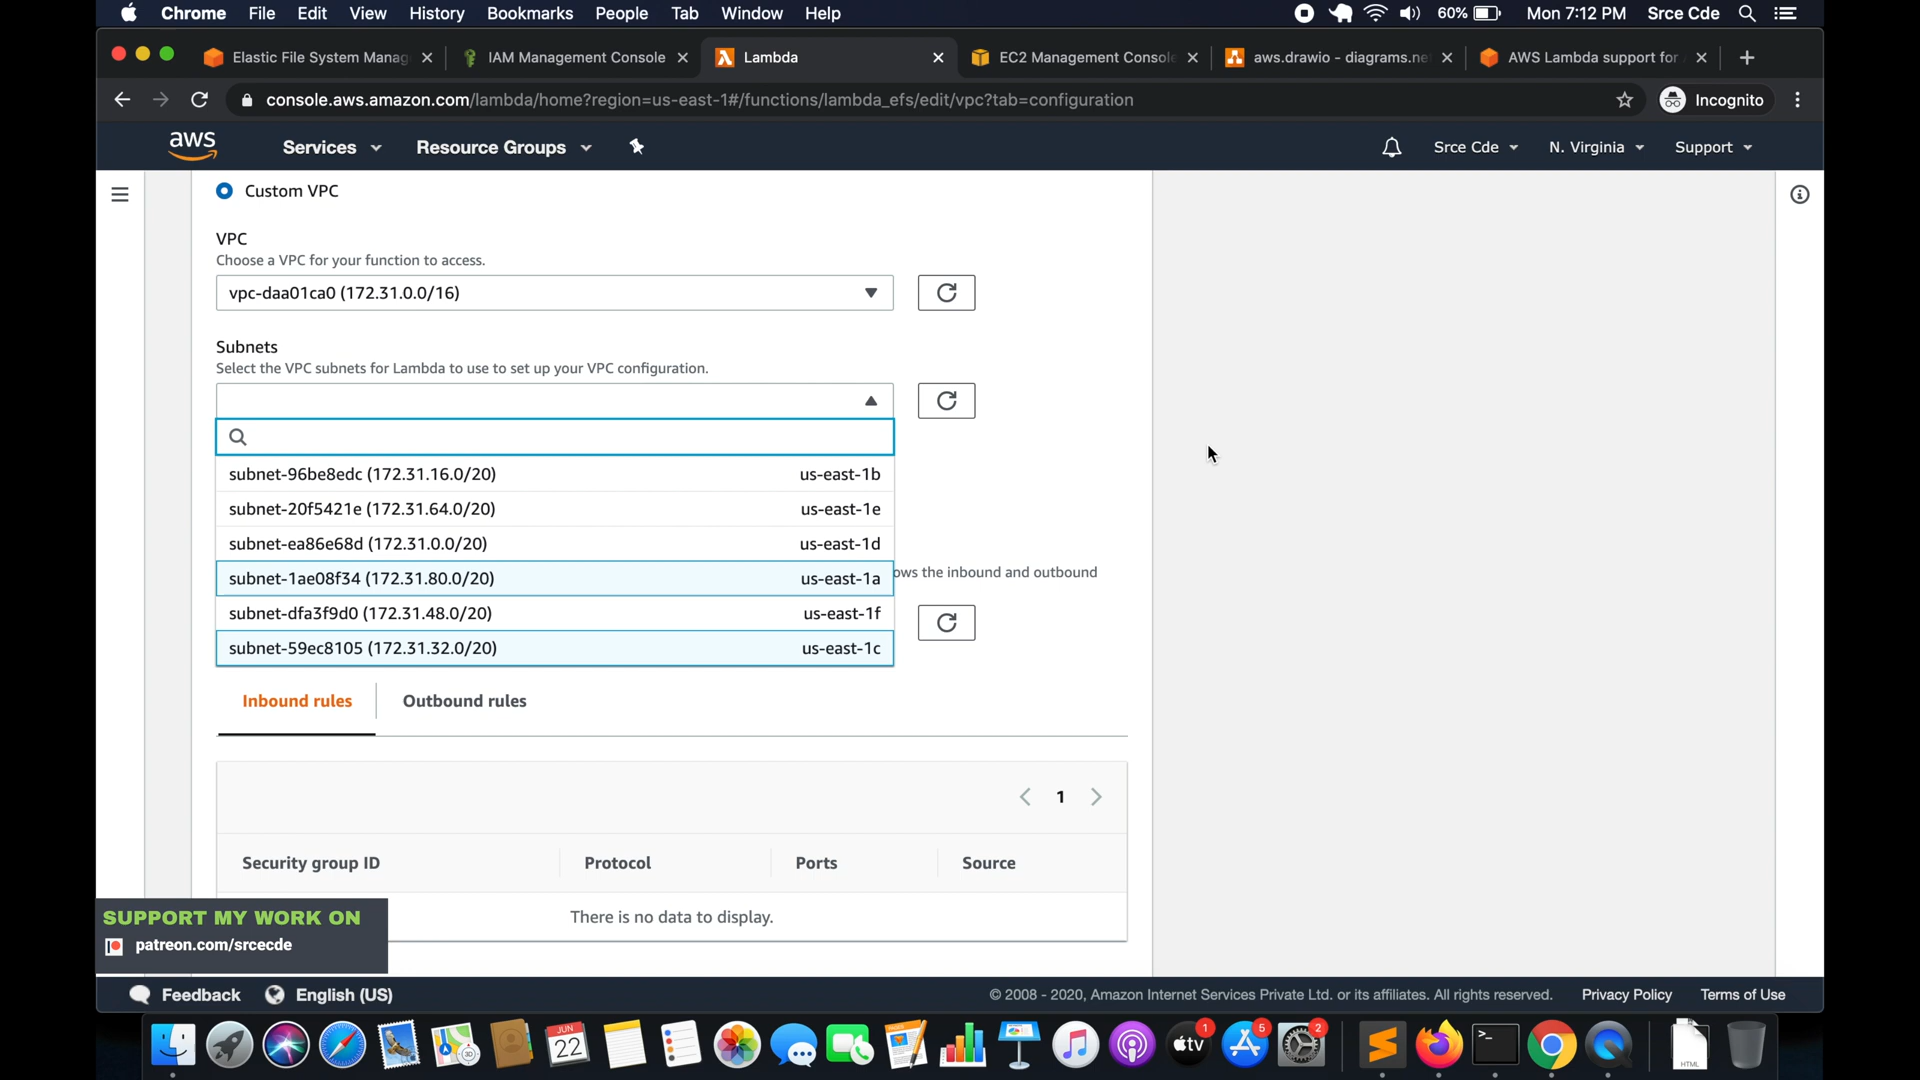 Chrome File Edit View History Bookmarks People Tab Window Help 60% Mon 7:12 PM Srce Cde
Elastic File System Manag IAM Management Console Lambda EC2 Management Console aws.drawio - diagrams.ne AWS Lambda support for
console.aws.amazon.com/lambda/home?region=us-east-1#/functions/lambda_efs/edit/vpc?tab=configuration Incognito
aws Services Resource Groups Srce Cde N. Virginia Support
Custom VPC
VPC
Choose a VPC for your function to access.
vpc-daa01ca0 (172.31.0.0/16)
Subnets
Select the VPC subnets for Lambda to use to set up your VPC configuration.
subnet-96be8edc (172.31.16.0/20) us-east-1b
subnet-20f5421e (172.31.64.0/20) us-east-1e
subnet-ea86e68d (172.31.0.0/20) us-east-1d
ows the inbound and outbound
subnet-1ae08f34 (172.31.80.0/20) us-east-1a
subnet-dfa3f9d0 (172.31.48.0/20) us-east-1f
subnet-59ec8105 (172.31.32.0/20) us-east-1c
Inbound rules Outbound rules
1
Security group ID Protocol Ports Source
There is no data to display.
SUPPORT MY WORK ON
patreon.com/srcecde
Feedback English (US) © 2008 - 2020, Amazon Internet Services Private Ltd. or its affiliates. All rights reserved. Privacy Policy Terms of Use
JUN
22
3D
tv
1
5
2
HTML